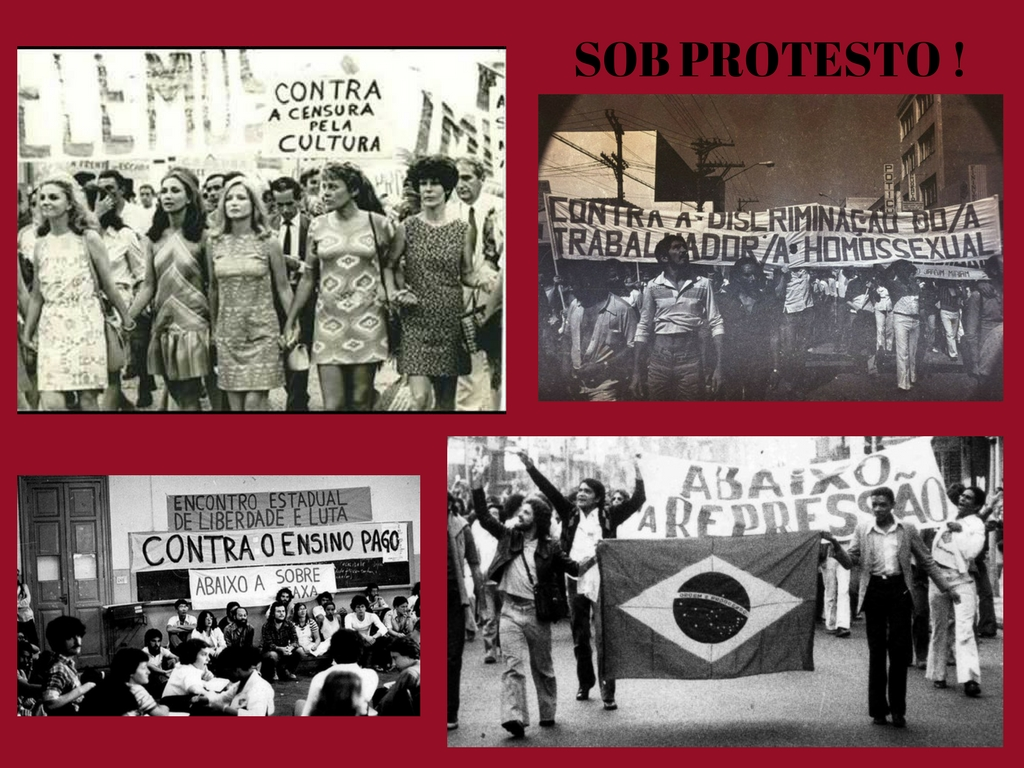 SOB PROTESTO !
CONTRA
A CENSURA
PELA
CULTURA
CONTRA A DISCRIMINAÇÃO DO/A
TRABALHADOR/A HOMOSSEXUAL
ENCONTRO ESTADUAL
DE LIBERDADE E LUTA
CONTRA O ENSINO PAGO
ABAIXO A SOBRE
AXA
ABAIXO
A REPRESSÃO